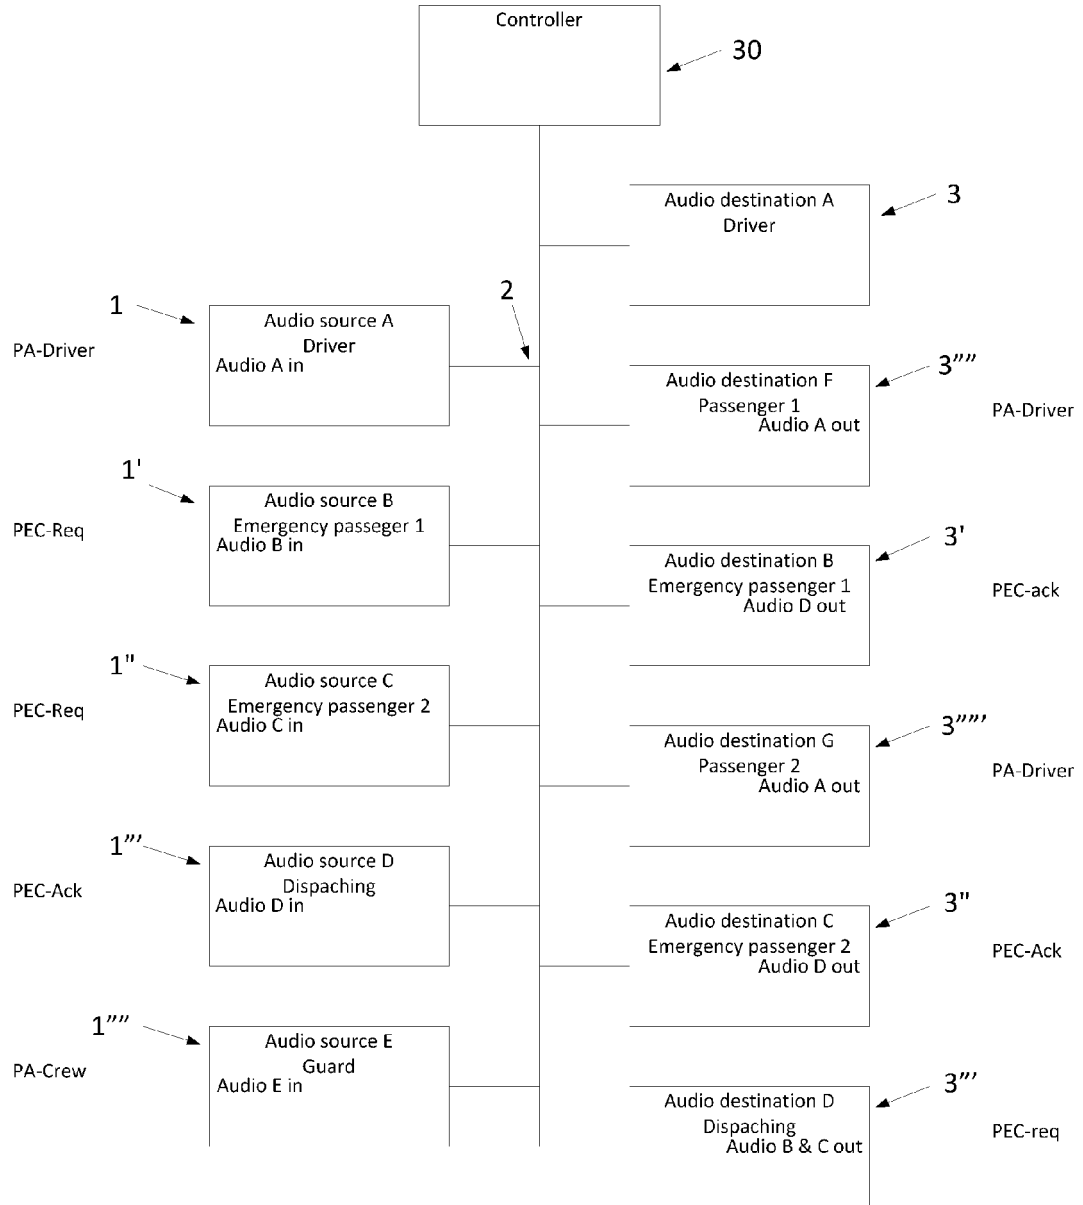 Controller
30
Audio destination A
Driver
3
1
PA-Driver
Audio source A
Driver
Audio A in
2
Audio destination F
Passenger 1
Audio A out
3””
PA-Driver
1'
PEC-Req
Audio source B
Emergency passeger 1
Audio B in
Audio destination B
Emergency passenger 1
Audio D out
3'
PEC-ack
1"
PEC-Req
Audio source C
Emergency passenger 2
Audio C in
Audio destination G
Passenger 2
Audio A out
3””’
PA-Driver
1”’
PEC-Ack
Audio source D
Dispaching
Audio D in
Audio destination C
Emergency passenger 2
Audio D out
3"
PEC-Ack
1””
PA-Crew
Audio source E
Guard
Audio E in
Audio destination D
Dispaching
Audio B & C out
3”’
PEC-req